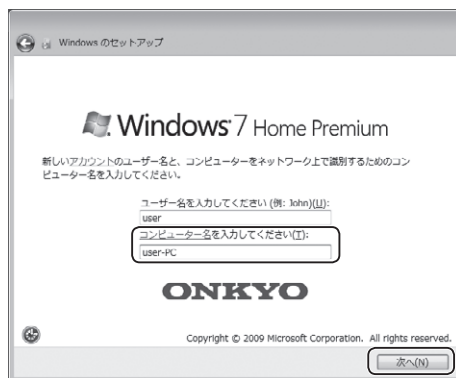 Windows のセットアップ
Windows 7 Home Premium
新しいアカウントのユーザー名と、コンピューターをネットワーク上で識別するためのコン
ピューター名を入力してください。
ユーザー名を入力してください (例: John)(U):
user
コンピューター名を入力してください(T):
user-PC
ONKYO
Copyright © 2009 Microsoft Corporation. All rights reserved.
次へ(N)